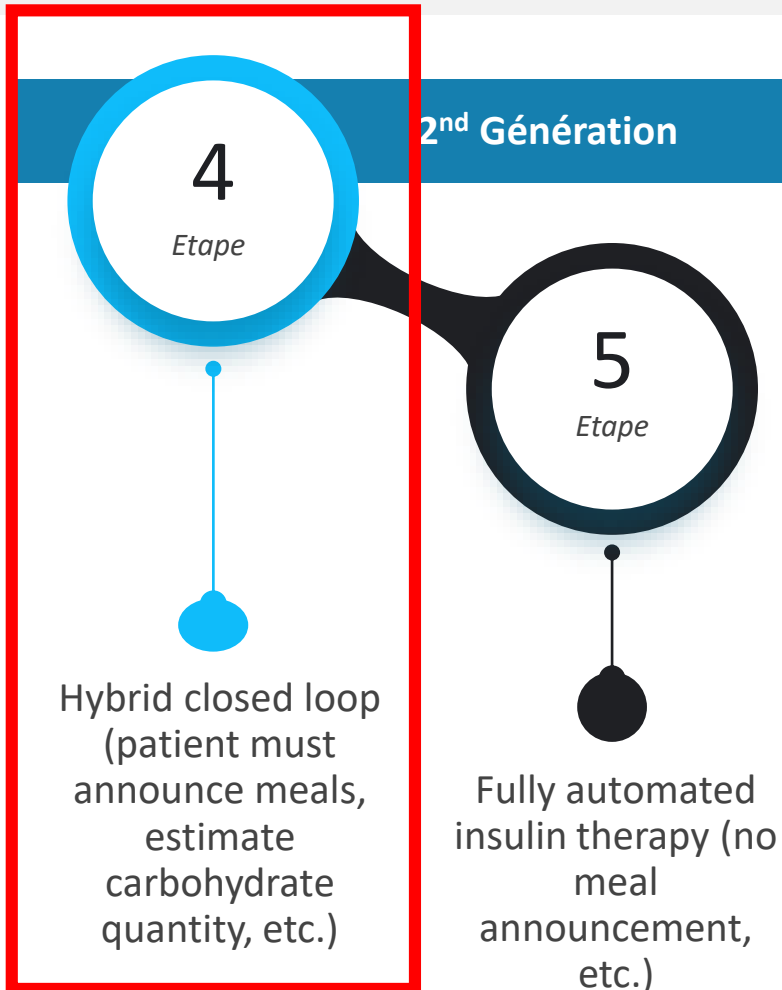 2nd Génération
4
Etape
5
Etape
Hybrid closed loop
(patient must
announce meals,
estimate
carbohydrate
quantity, etc.)
Fully automated
insulin therapy (no
meal
announcement,
etc.)